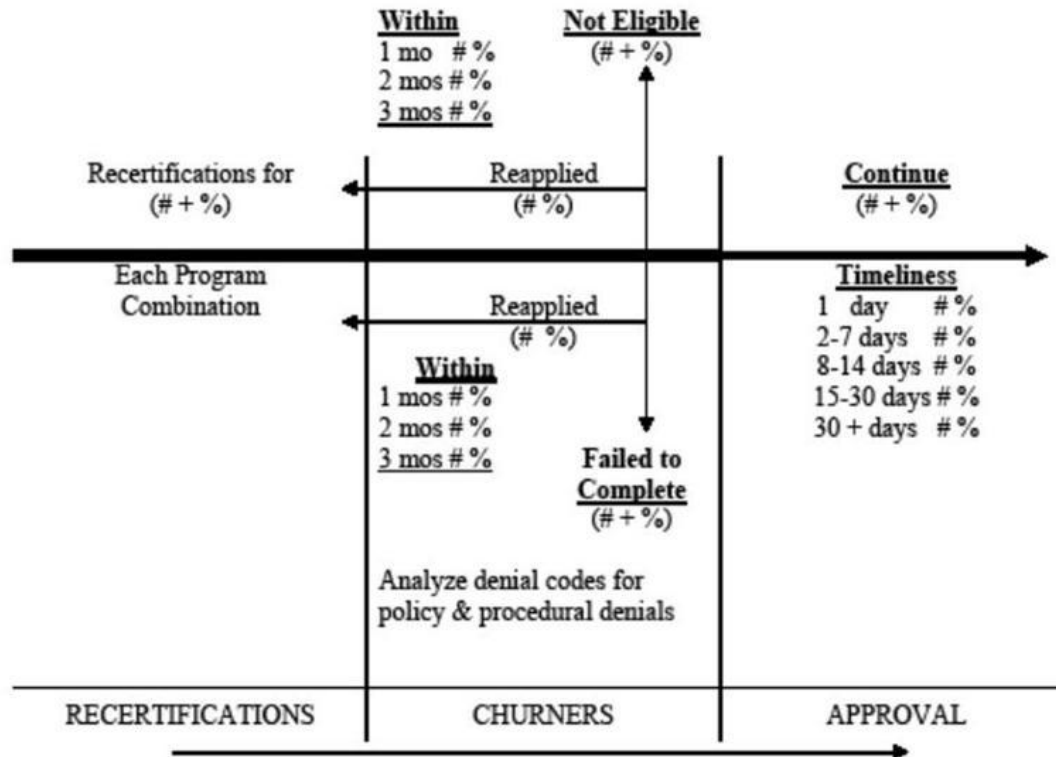 Within
1 mo # %
2 mos # %
3 mos # %
Not Eligible
(# + %)
Recertifications for
(# + %)
Reapplied
(# %)
Continue
(# + %)
Each Program
Combination
Reapplied
(# %)
Within
1 mos # %
2 mos # %
3 mos # %
Failed to
Complete
(# + %)
Timeliness
1 day # %
2-7 days # %
8-14 days # %
15-30 days # %
30 + days # %
Analyze denial codes for
policy & procedural denials
RECERTIFICATIONS
CHURNERS
APPROVAL